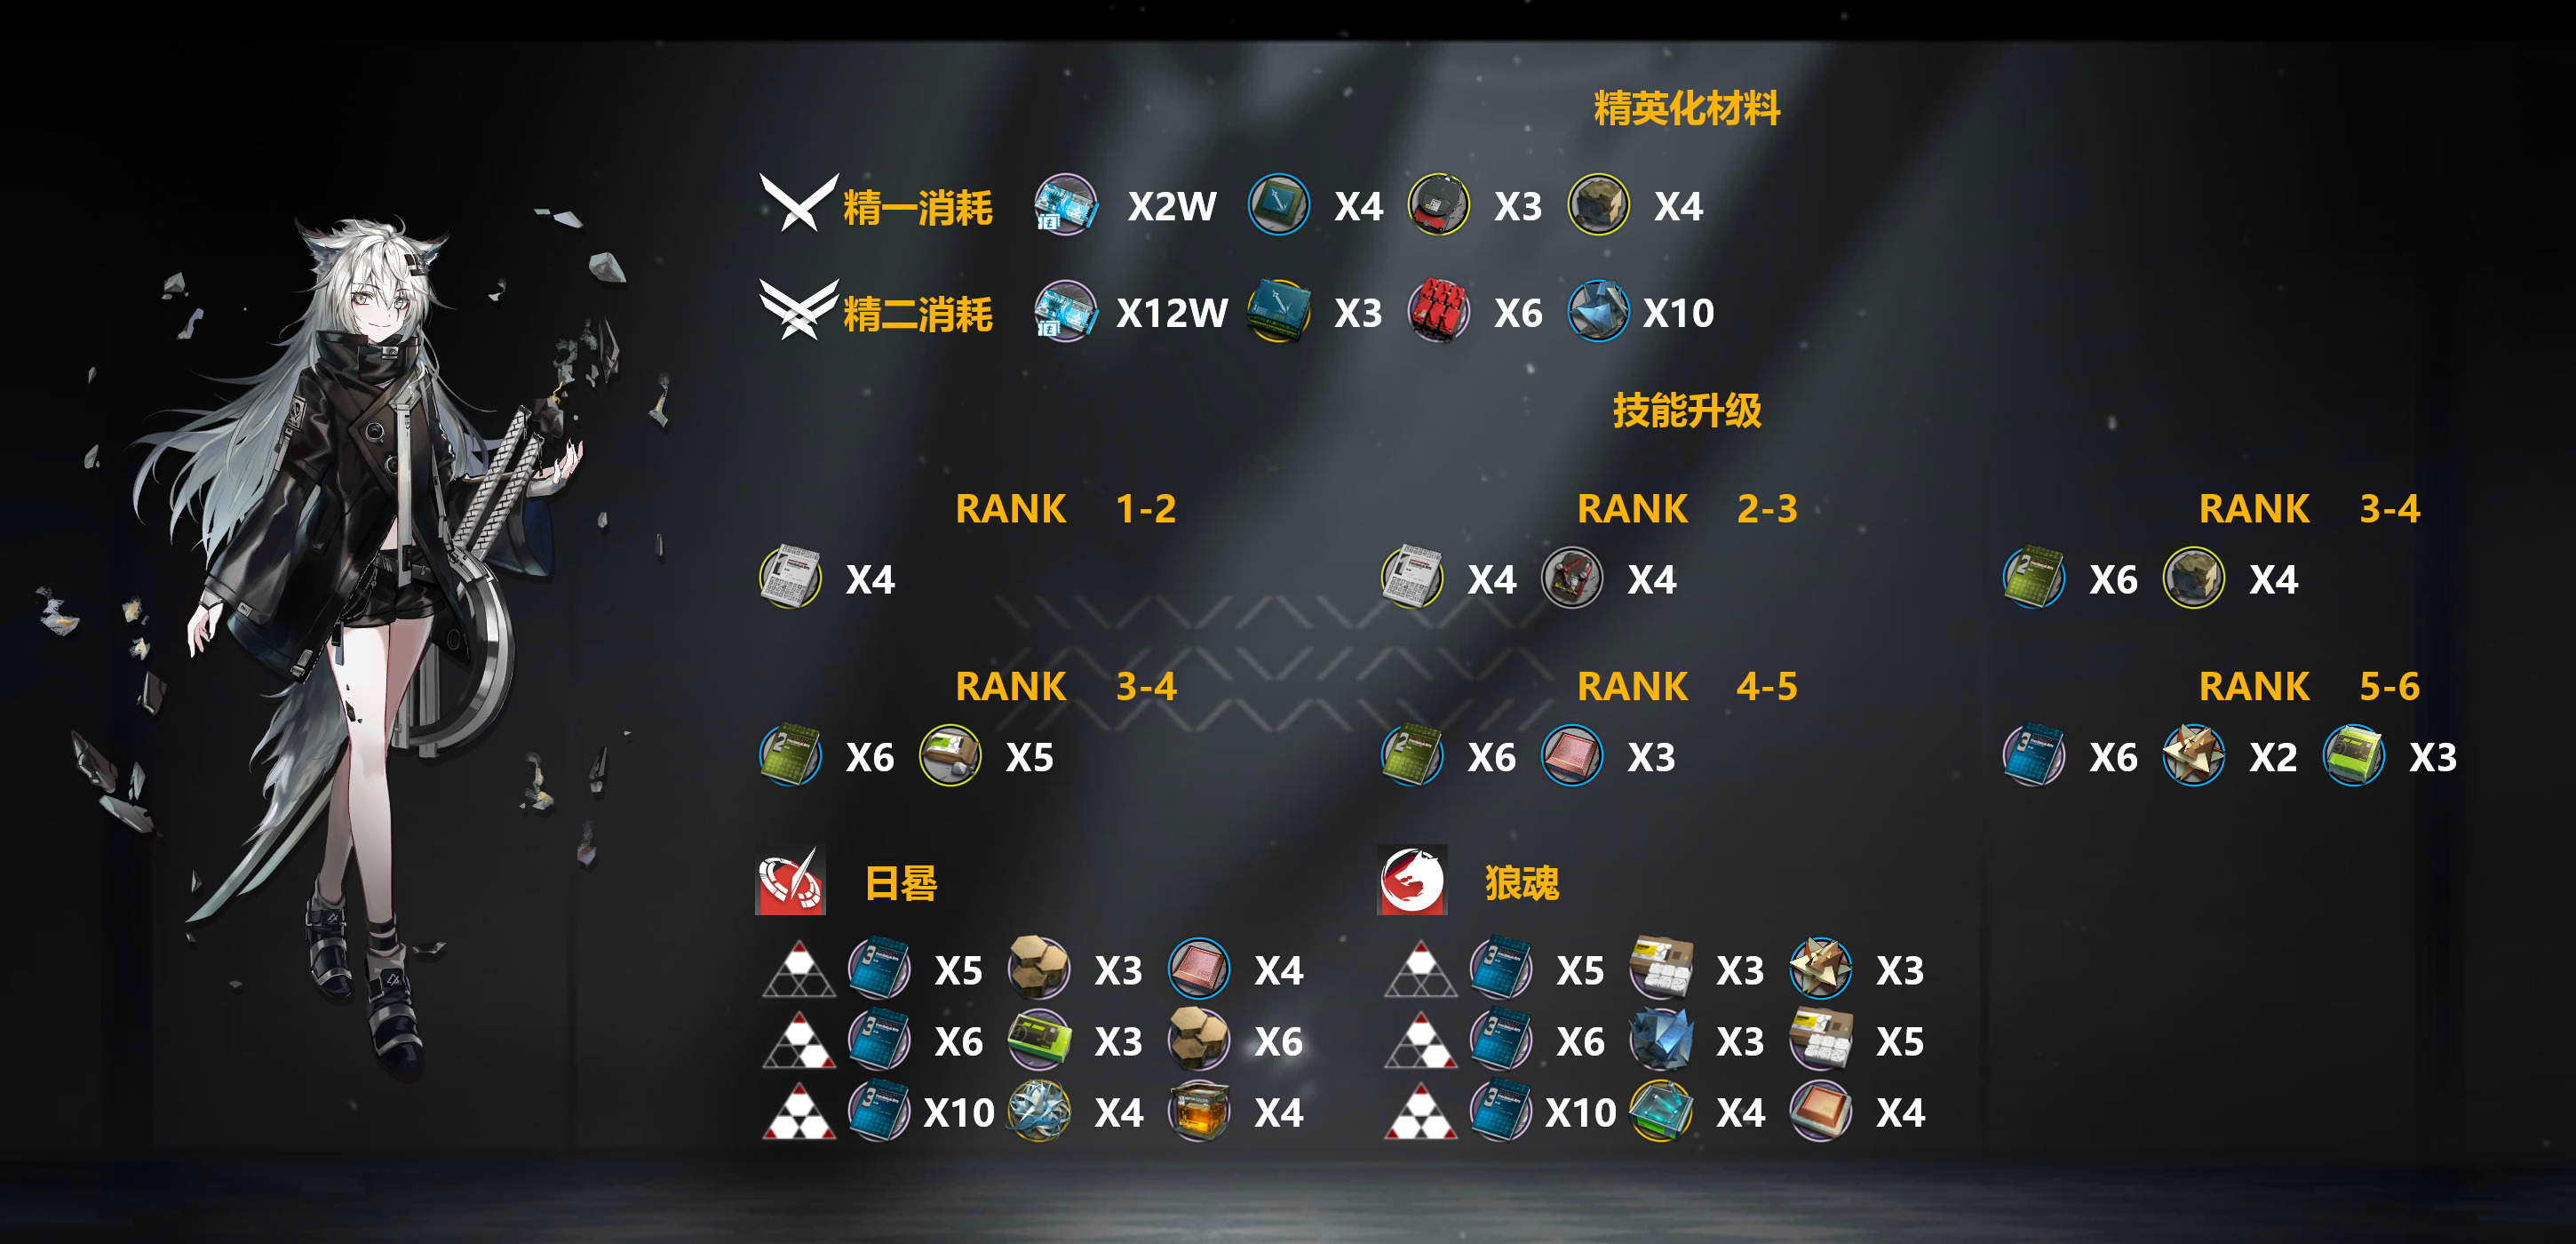 精英化材料
精一消耗 X2W X4 X3 X4
精二消耗 X12W X3 X6 X10
技能升级
RANK 1-2 RANK 2-3 RANK 3-4
X4 X4 X4 X6 X4
RANK 3-4 RANK 4-5 RANK 5-6
X6 X5 X6 X3 X6 X2 X3
日晷 狼魂
X5 X3 X4 X5 X3 X3
X6 X3 X6 X6 X3 X5
X10 X4 X4 X10 X4 X4